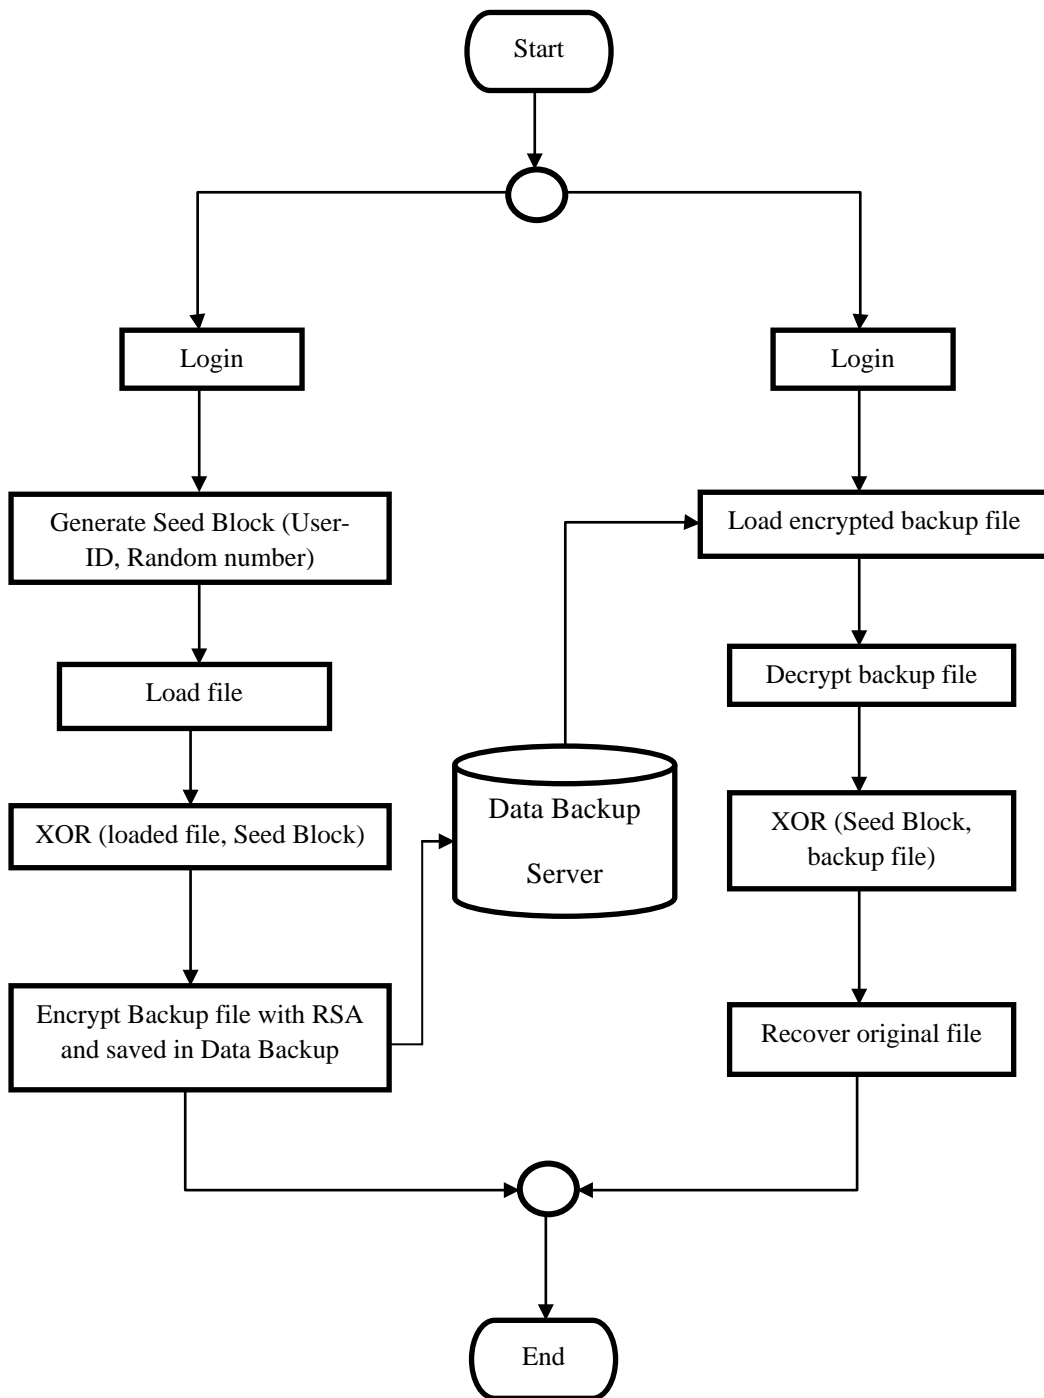 Start
Login
Generate Seed Block (User-
ID, Random number)
Load file
XOR (loaded file, Seed Block)
Encrypt Backup file with RSA
and saved in Data Backup
Data Backup
Server
Login
Load encrypted backup file
Decrypt backup file
XOR (Seed Block,
backup file)
Recover original file
End